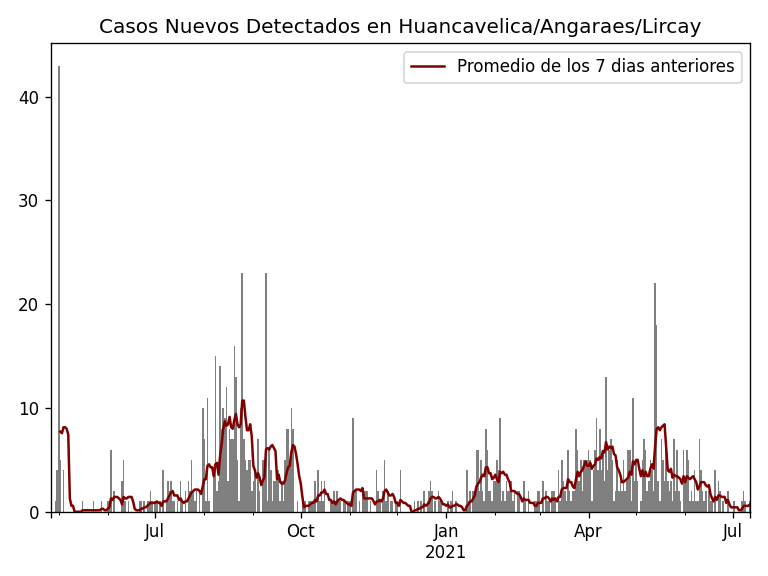 Casos Nuevos Detectados en Huancavelica/Angaraes/Lircay
Promedio de los 7 dias anteriores
40
30
20
10
0
Jul
Oct
Jan
Apr
Jul
2021